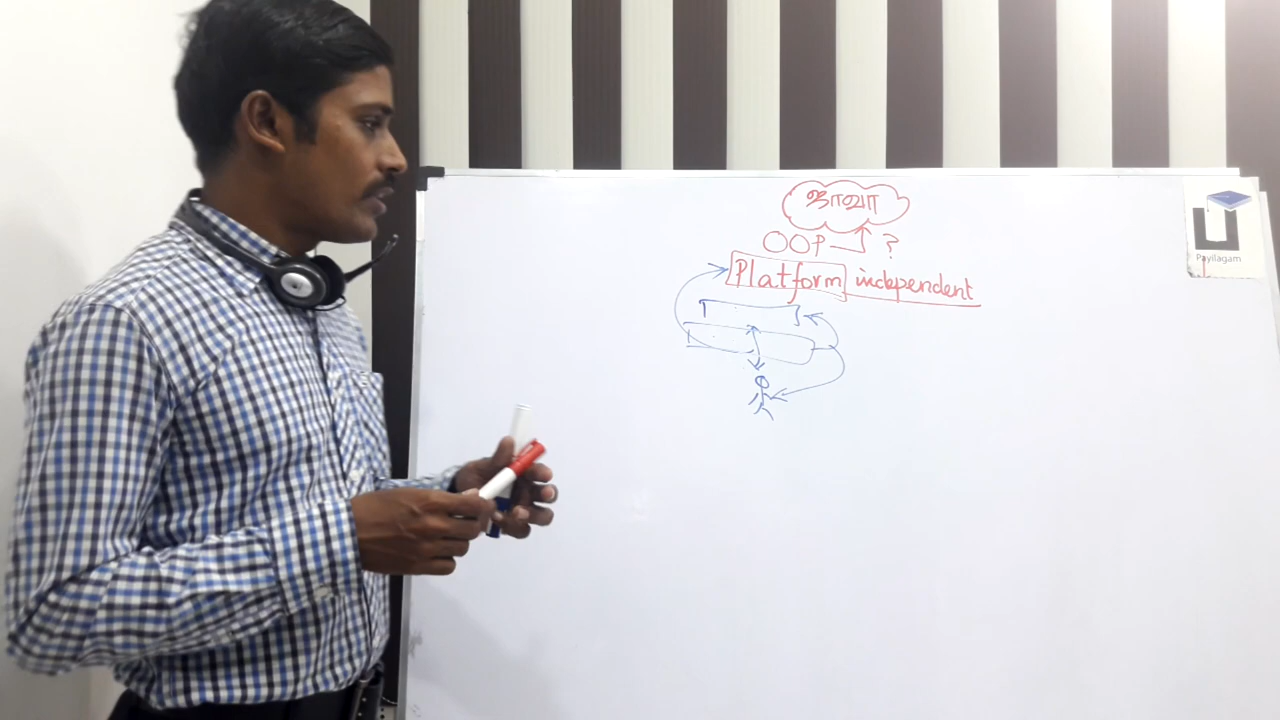 ஜாவா
OOP ?
Platform independent
Payilagam